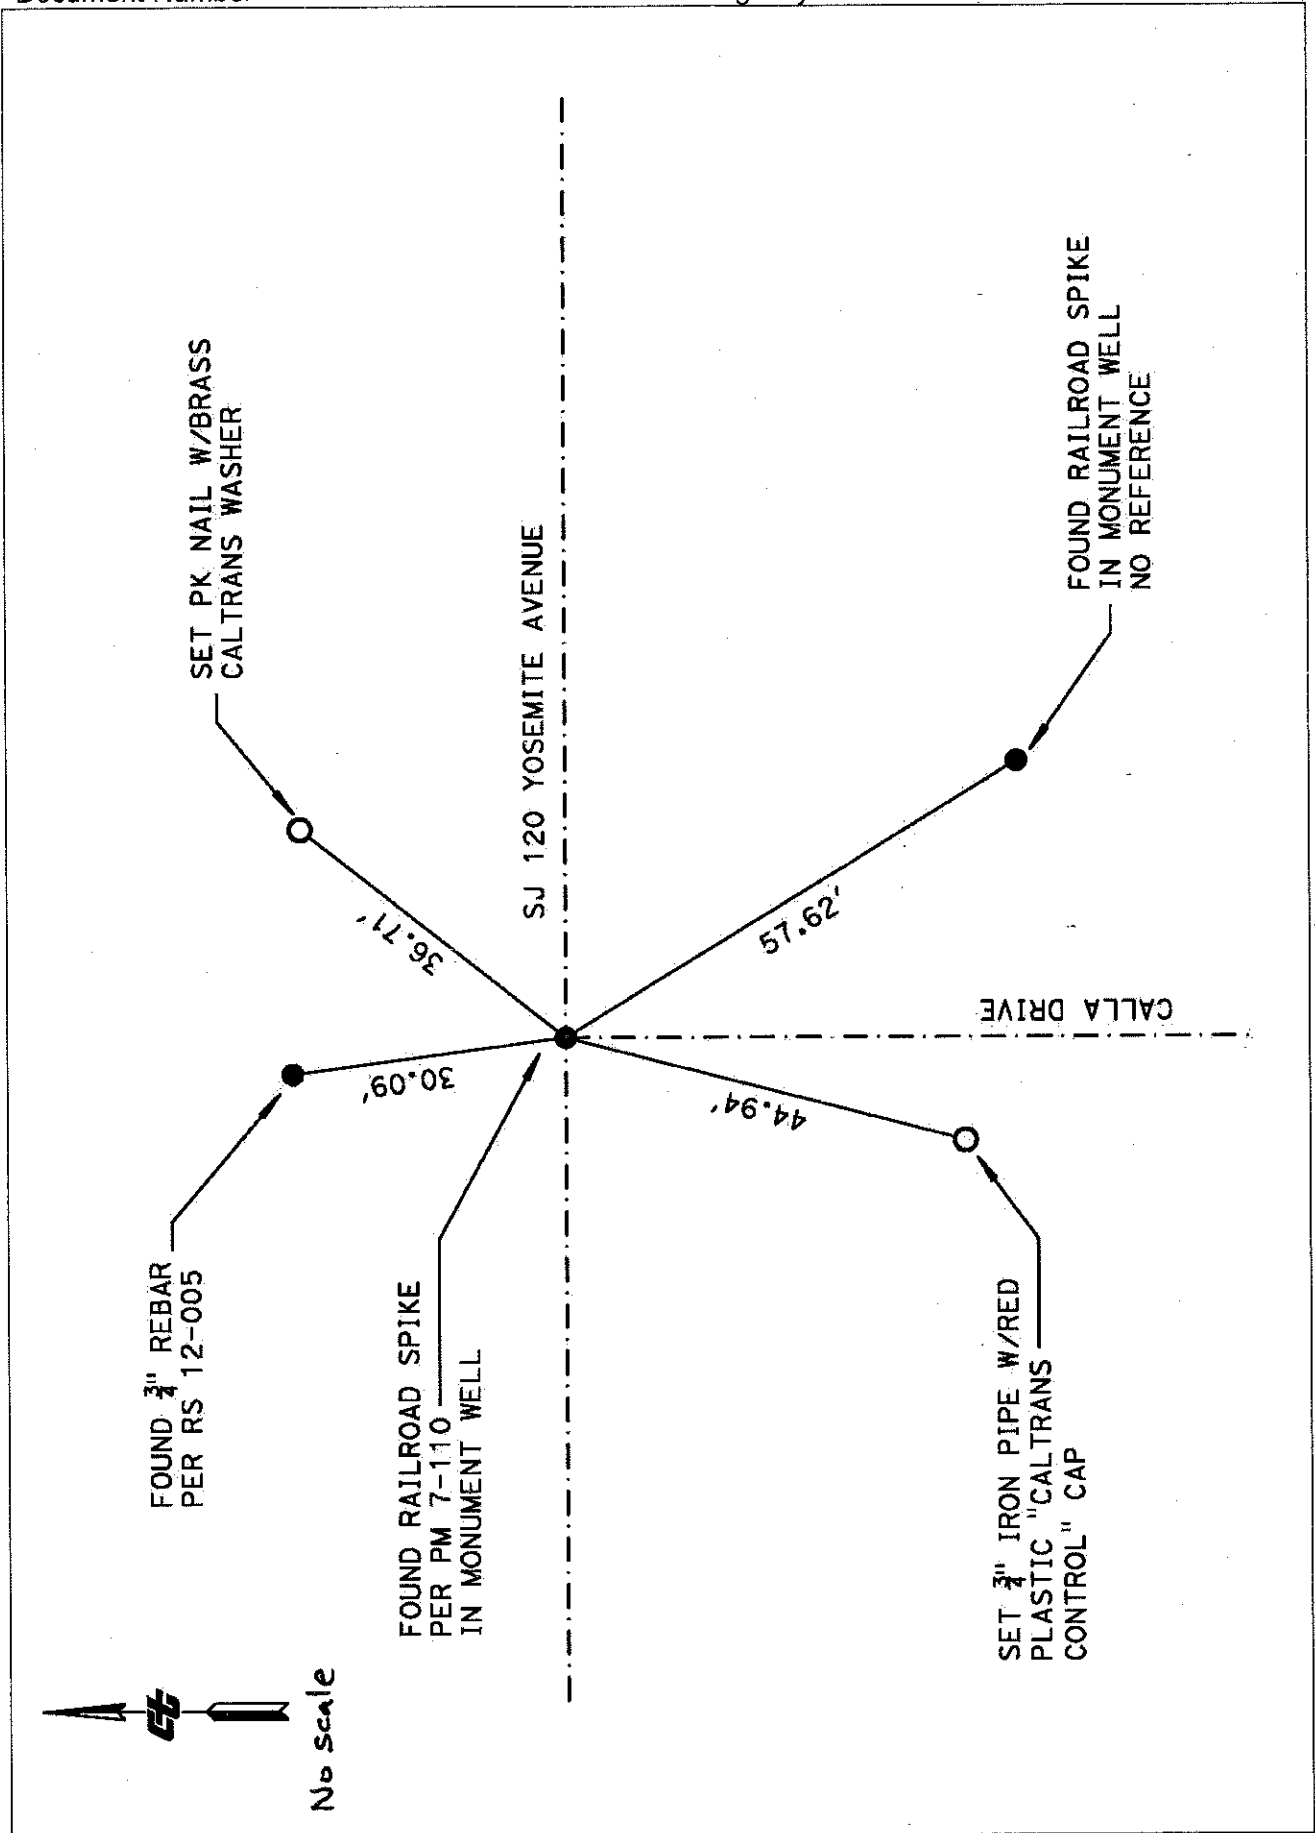 SET PK NAIL W/BRASS
CALTRANS WASHER
36.71'
FOUND 3/4" REBAR
PER RS 12-005
30.09'
SJ 120 YOSEMITE AVENUE
FOUND RAILROAD SPIKE
PER PM 7-110
IN MONUMENT WELL
57.62'
FOUND RAILROAD SPIKE
IN MONUMENT WELL
NO REFERENCE
CALLA DRIVE
44.94'
SET 3/4" IRON PIPE W/RED
PLASTIC "CALTRANS
CONTROL" CAP
ct
No scale